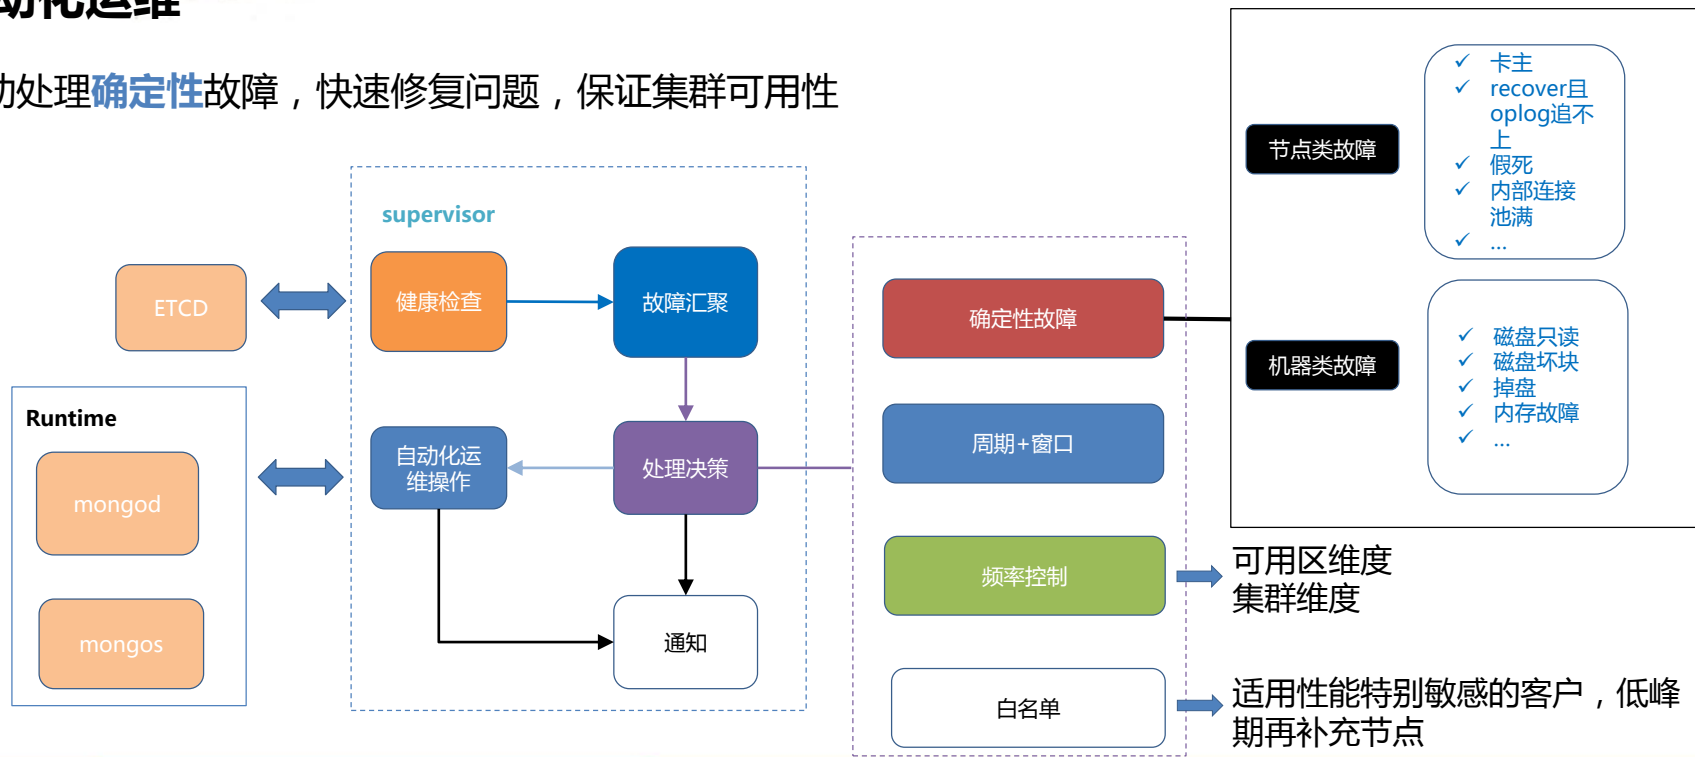 动化运维
动处理确定性故障，快速修复问题，保证集群可用性
supervisor
ETCD
健康检查
故障汇聚
Runtime
mongod
mongos
自动化运
维操作
处理决策
通知
确定性故障
周期+窗口
频率控制
白名单
节点类故障
✓ 卡主
✓ recover且
oplog追不
上
✓ 假死
✓ 内部连接
池满
✓ ...
机器类故障
✓ 磁盘只读
✓ 磁盘坏块
✓ 掉盘
✓ 内存故障
✓ ...
可用区维度
集群维度
适用性能特别敏感的客户，低峰
期再补充节点